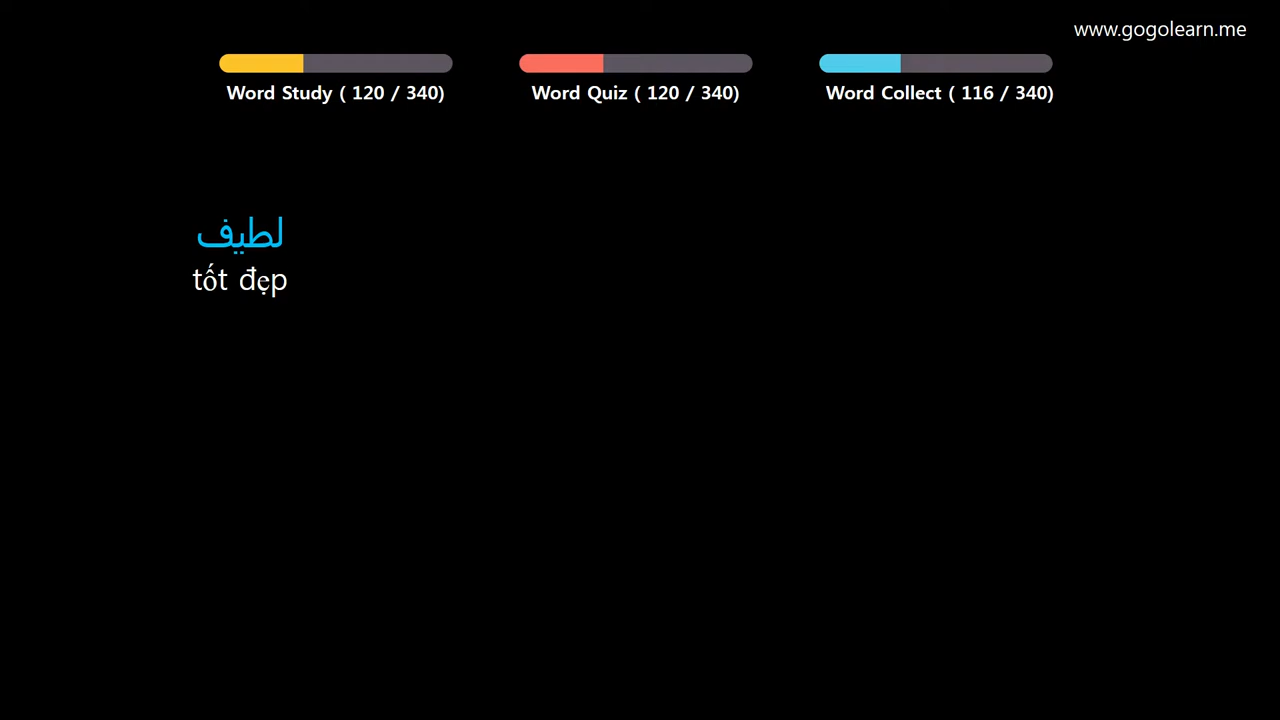 www.gogolearn.me
Word Study ( 120 / 340)
Word Quiz ( 120 / 340)
Word Collect ( 116 / 340)
لطيف
tốt đẹp